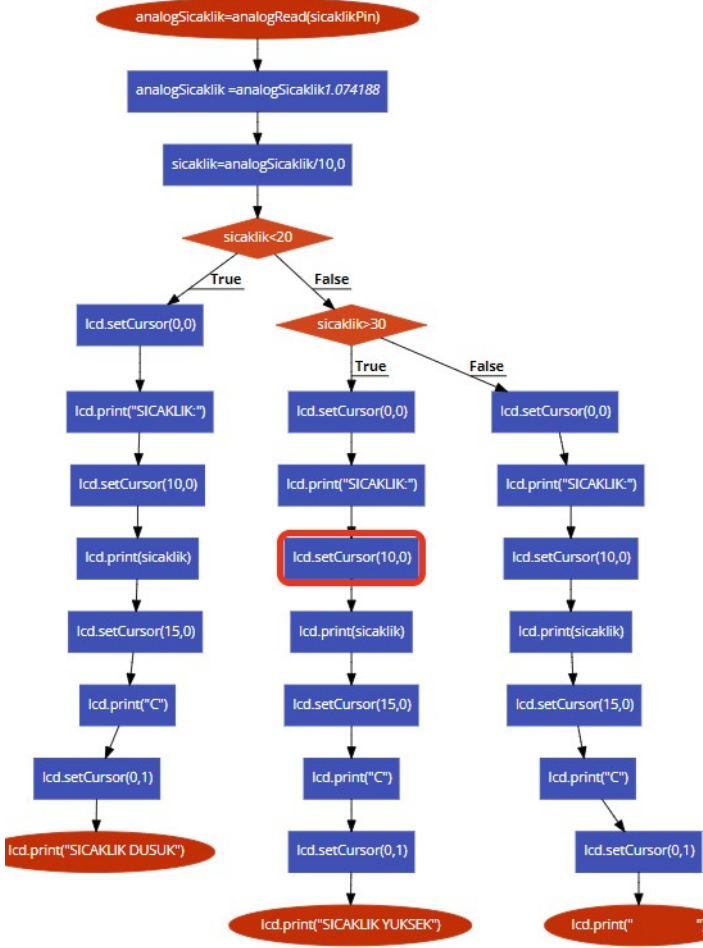 analogSicaklik=analogRead(sicaklikPin)
analogSicaklik =analogSicaklik1.074188
sicaklik=analogSicaklik/10,0
sicaklik<20
True
False
lcd.setCursor(0,0)
sicaklik>30
True
False
lcd.print("SICAKLIK:")
lcd.setCursor(0,0)
lcd.setCursor(0,0)
lcd.setCursor(10,0)
lcd.print("SICAKLIK:")
lcd.print("SICAKLIK:")
lcd.print(sicaklik)
lcd.setCursor(10,0)
lcd.setCursor(10,0)
lcd.setCursor(15,0)
lcd.print(sicaklik)
lcd.print(sicaklik)
lcd.print("C")
lcd.setCursor(15,0)
lcd.setCursor(15,0)
lcd.setCursor(0,1)
lcd.print("C")
lcd.print("C")
lcd.print("SICAKLIK DUSUK")
lcd.setCursor(0,1)
lcd.setCursor(0,1)
lcd.print("SICAKLIK YUKSEK")
lcd.print(" ")